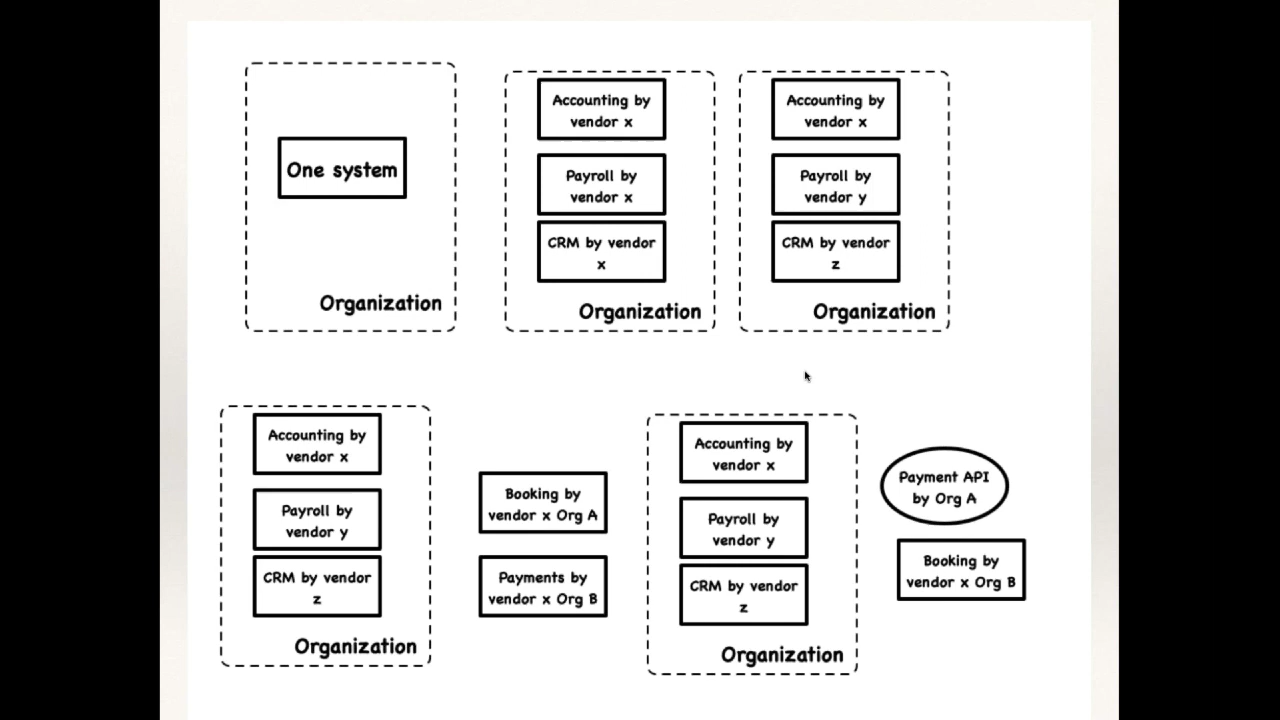 One system
Organization
Accounting by
vendor x
Payroll by
vendor x
CRM by vendor
x
Organization
Accounting by
vendor x
Payroll by
vendor y
CRM by vendor
z
Organization
Accounting by
vendor x
Payroll by
vendor y
CRM by vendor
z
Organization
Booking by
vendor x Org A
Payments by
vendor x Org B
Accounting by
vendor x
Payroll by
vendor y
CRM by vendor
z
Organization
Payment API
by Org A
Booking by
vendor x Org B